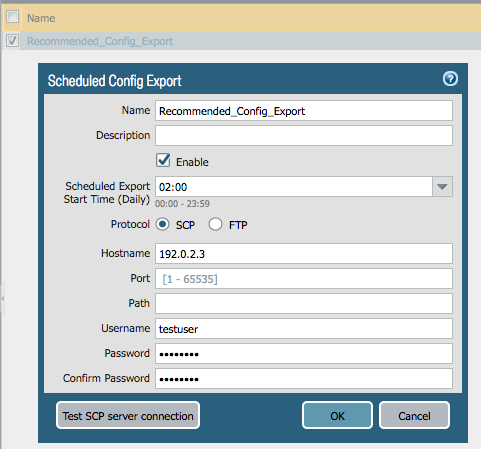 Name
Recommended_Config_Export
Scheduled Config Export
?
Name Recommended_Config_Export
Description
Enable
Scheduled Export
Start Time (Daily)
02:00
00:00 - 23:59
Protocol SCP FTP
Hostname 192.0.2.3
Port [1 - 65535]
Path
Username testuser
Password ••••••••
Confirm Password ••••••••
Test SCP server connection OK Cancel